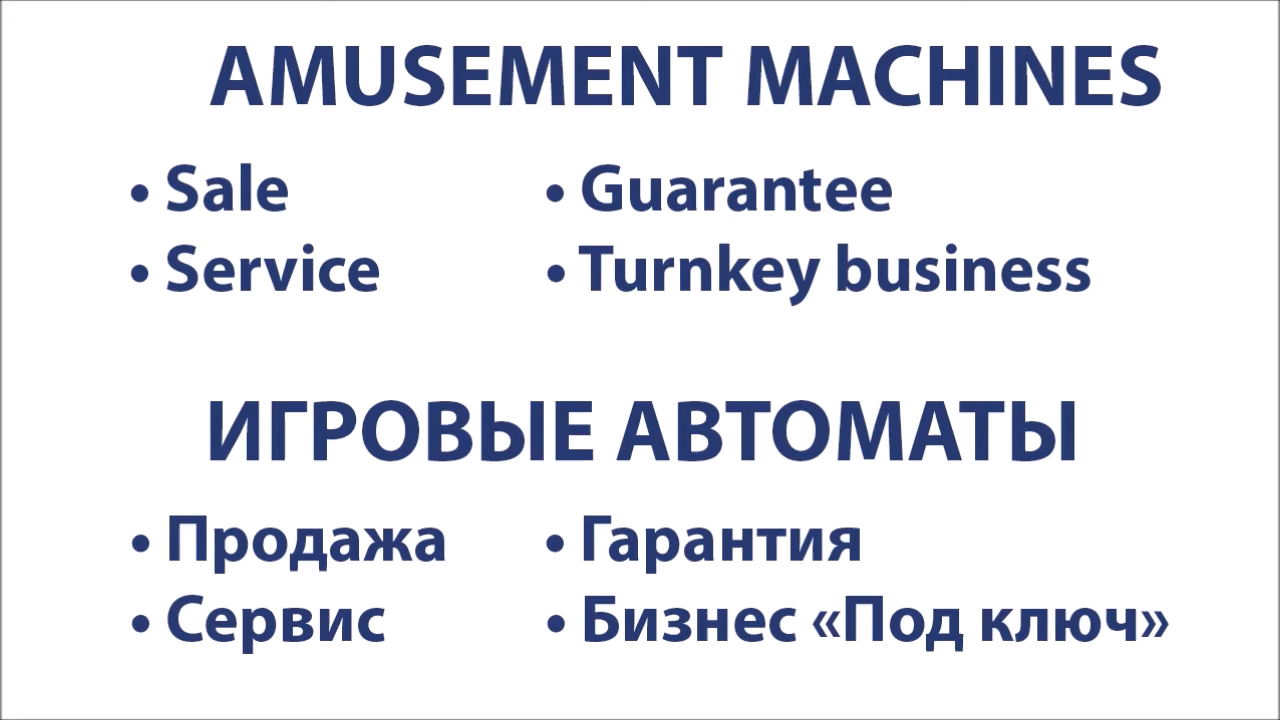 AMUSEMENT MACHINES
• Sale • Guarantee
• Service • Turnkey business
ИГРОВЫЕ АВТОМАТЫ
• Продажа • Гарантия
• Сервис • Бизнес «Под ключ»